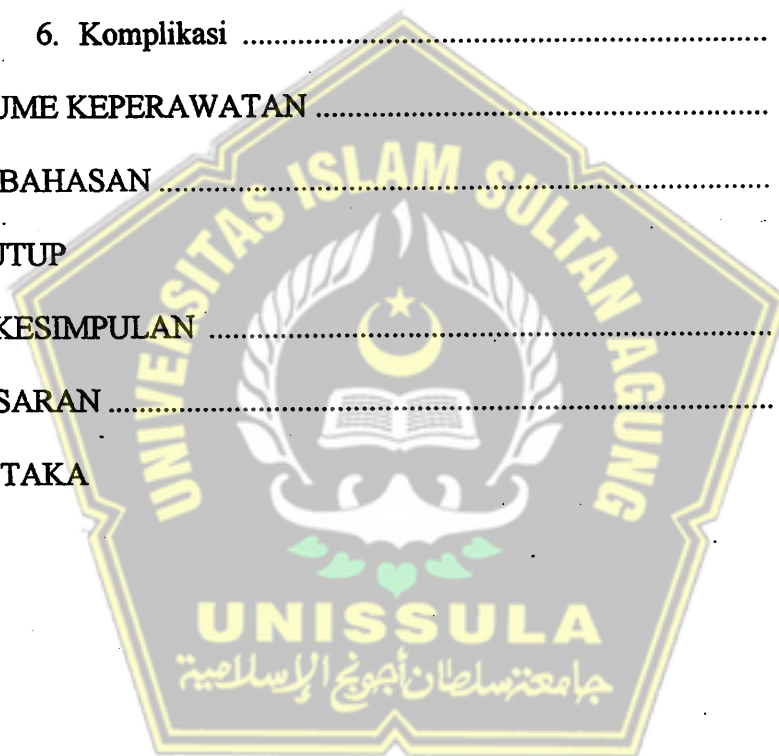 6. Komplikasi ........................................................................
UME KEPERAWATAN ..............................................................
BAHASAN ....................................................................................
UTUP
KESIMPULAN ..............................................................................
SARAN ..........................................................................................
TAKA
UNIVERSITAS ISLAM SULTAN AGUNG
UNISSULA
جامعة سلطان أجونج الإسلامية